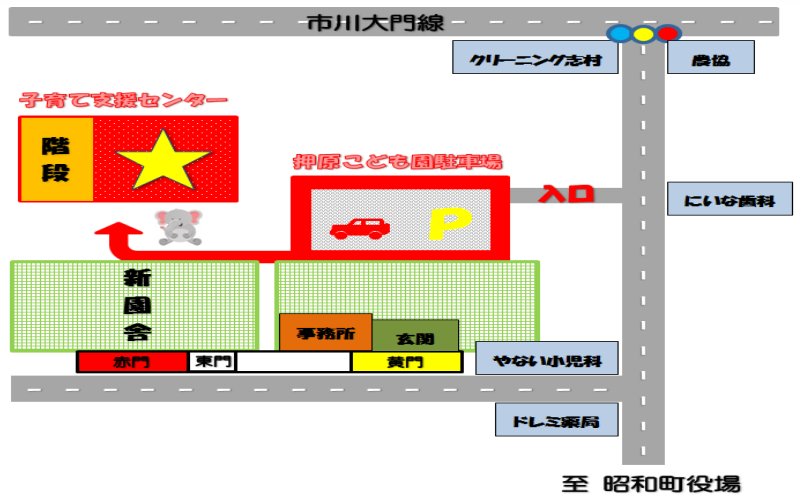 市川大門線
クリーニング志村
農協
子育て支援センター
階段
押原こども園駐車場
入口
P
にいな歯科
新園舎
事務所
玄関
赤門
東門
黄門
やない小児科
ドレミ薬局
至 昭和町役場